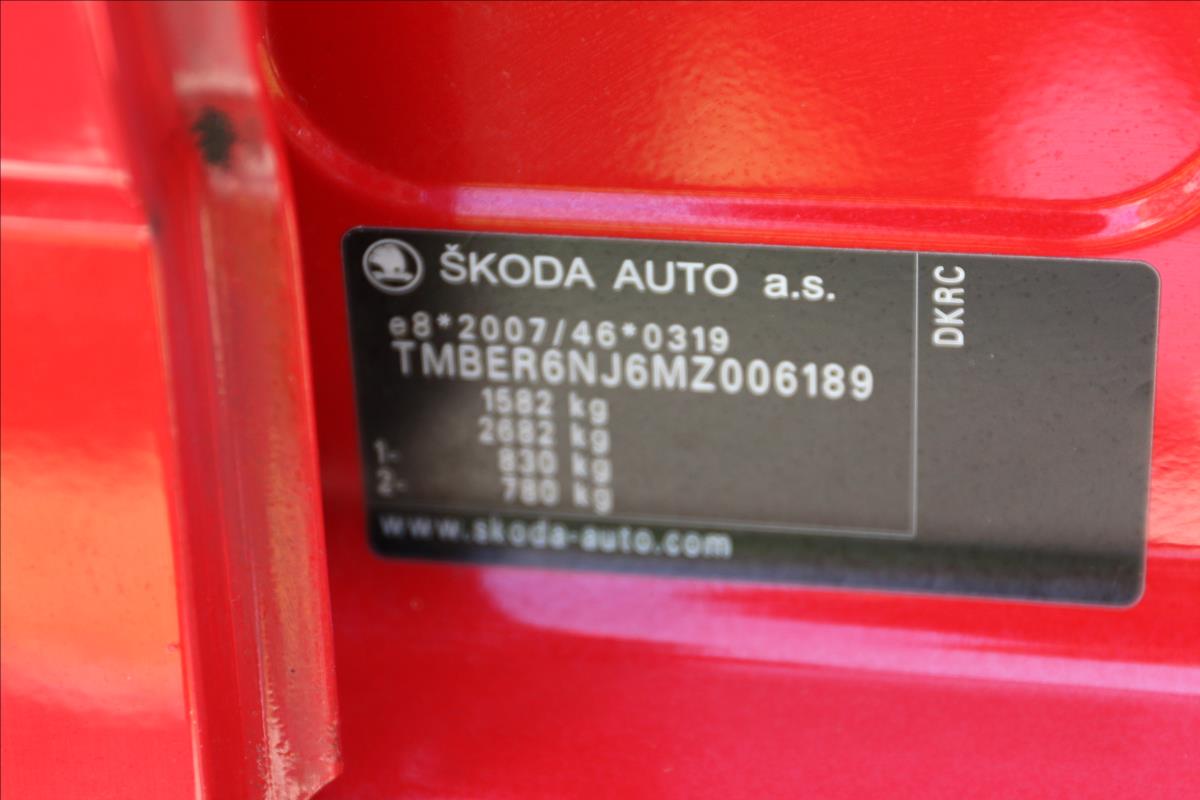 ŠKODA AUTO a.s.
e8*2007/46*0319
TMBER6NJ6MZ006189
1582 kg
2682 kg
1- 830 kg
2- 780 kg
www.skoda-auto.com
DKRC